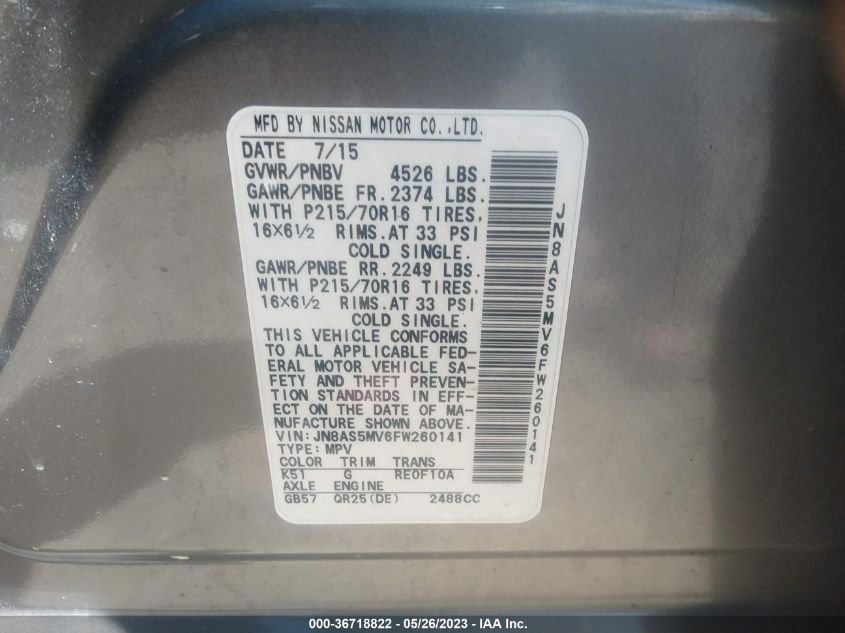 MFD BY NISSAN MOTOR CO.,LTD.
DATE 7/15
GVWR/PNBV 4526 LBS.
GAWR/PNBE FR. 2374 LBS.
WITH P215/70R16 TIRES,
16X6½ RIMS.AT 33 PSI
COLD SINGLE.
GAWR/PNBE RR. 2249 LBS.
WITH P215/70R16 TIRES,
16X6½ RIMS.AT 33 PSI
COLD SINGLE.
THIS VEHICLE CONFORMS
TO ALL APPLICABLE FED-
ERAL MOTOR VEHICLE SA-
FETY AND THEFT PREVEN-
TION STANDARDS IN EFF-
ECT ON THE DATE OF MA-
NUFACTURE SHOWN ABOVE.
VIN:JN8AS5MV6FW260141
TYPE:MPV
COLOR TRIM TRANS
K51 G RE0F10A
AXLE ENGINE
GB57 QR25(DE) 2488CC
JN8AS5MV6FW260141
000-36718822 - 05/26/2023 - IAA Inc.